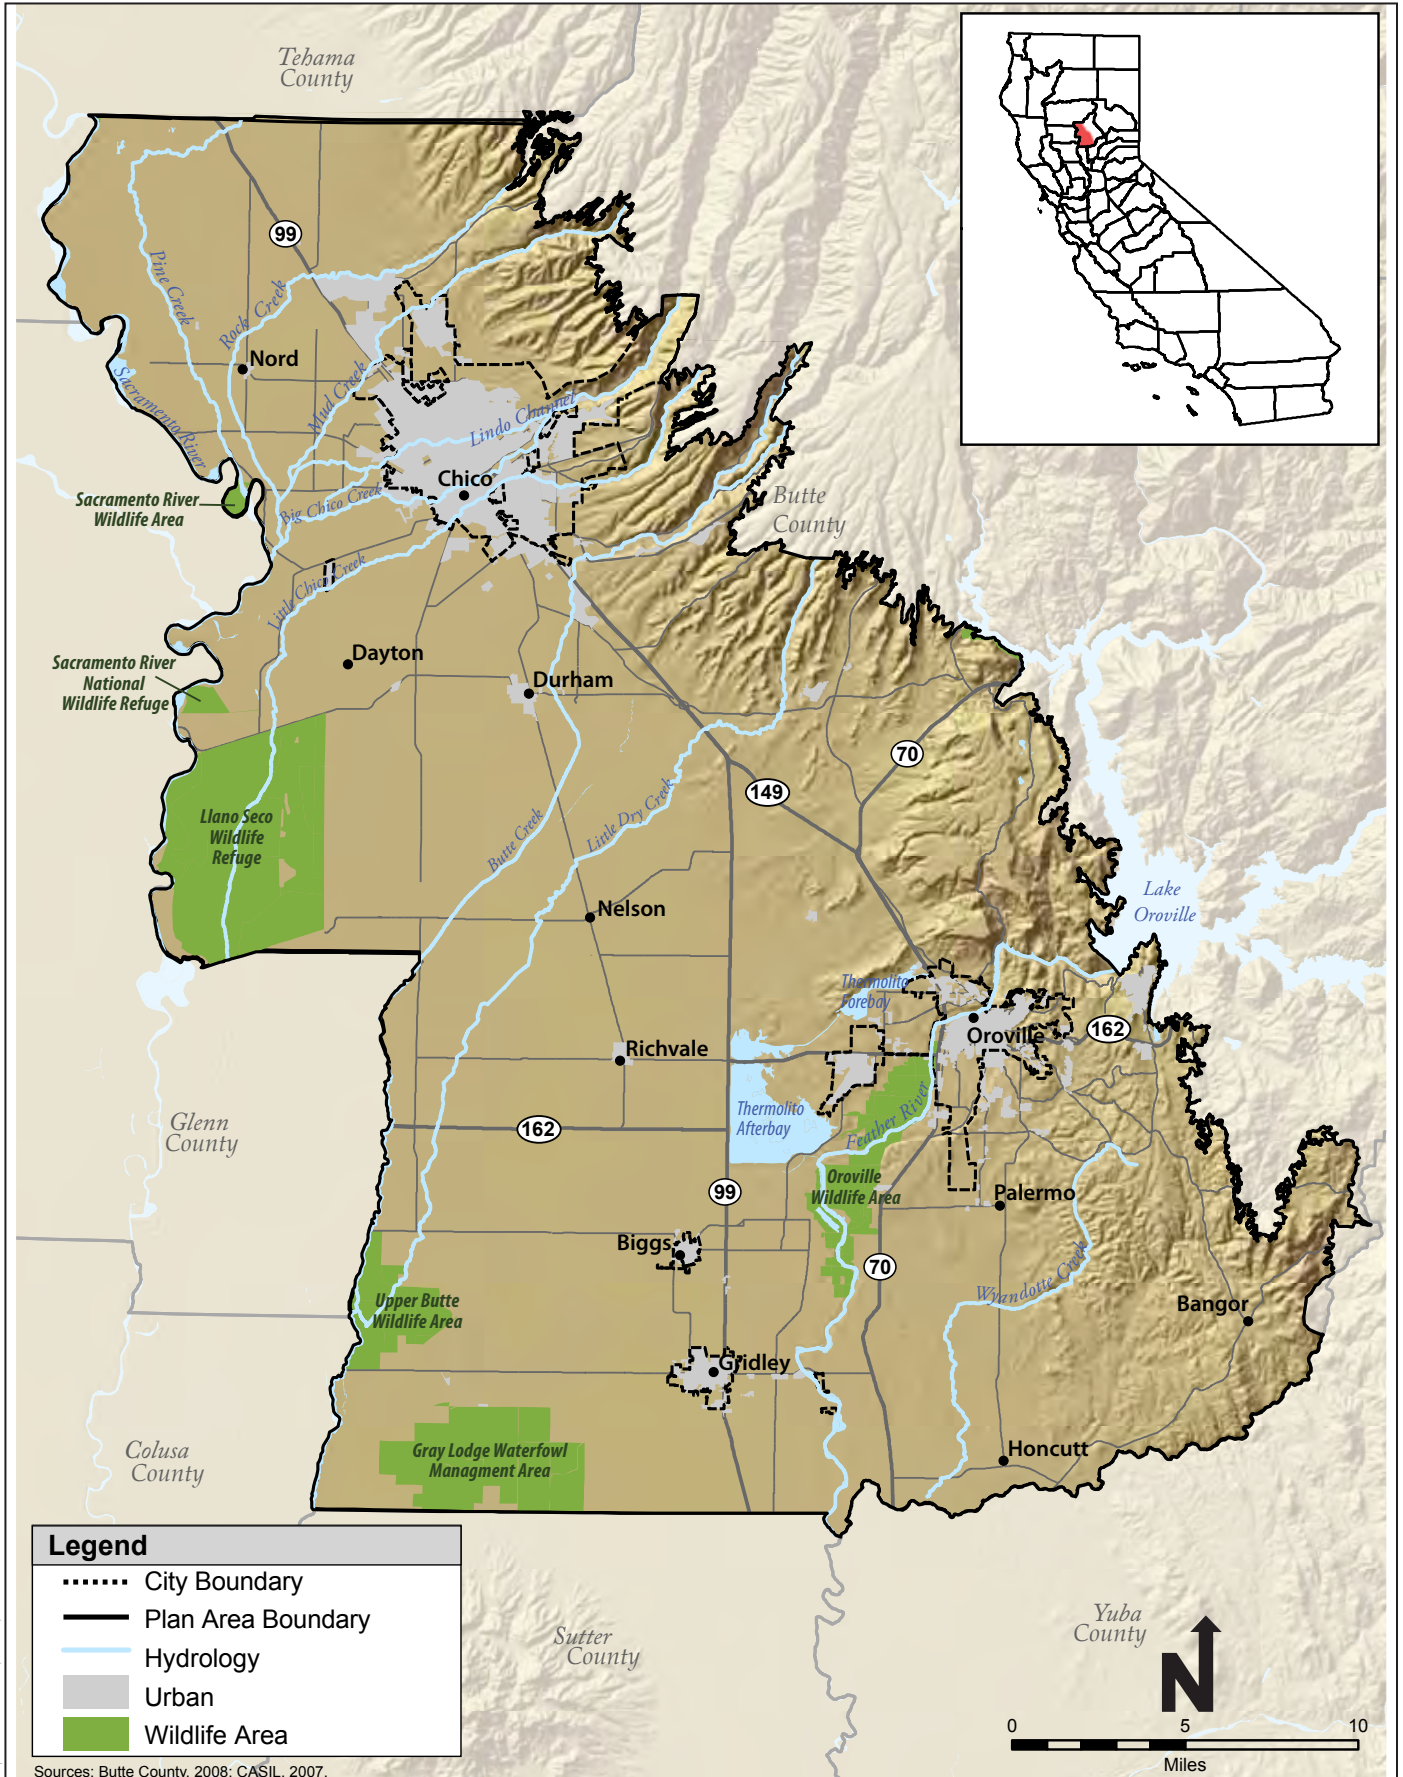 Tehama
County
99
Pine Creek
Rock Creek
Nord
Mud Creek
Sacramento River
Lindo Channel
Chico
Big Chico Creek
Sacramento River
Wildlife Area
Butte
County
Little Chico Creek
Dayton
Sacramento River
National
Wildlife Refuge
Durham
70
149
Llano Seco
Wildlife
Refuge
Butte Creek
Little Dry Creek
Nelson
Lake
Oroville
Thermolito
Forebay
Oroville
162
Richvale
Thermolito
Afterbay
Feather River
Glenn
County
162
Oroville
Wildlife Area
99
Palermo
Biggs
70
Wyandotte Creek
Bangor
Upper Butte
Wildlife Area
Gridley
Colusa
County
Gray Lodge Waterfowl
Managment Area
Honcutt
Legend
City Boundary
Plan Area Boundary
Hydrology
Urban
Wildlife Area
Sutter
County
Yuba
County
N
0 5 10
Miles
Sources: Butte County, 2008; CASIL, 2007.